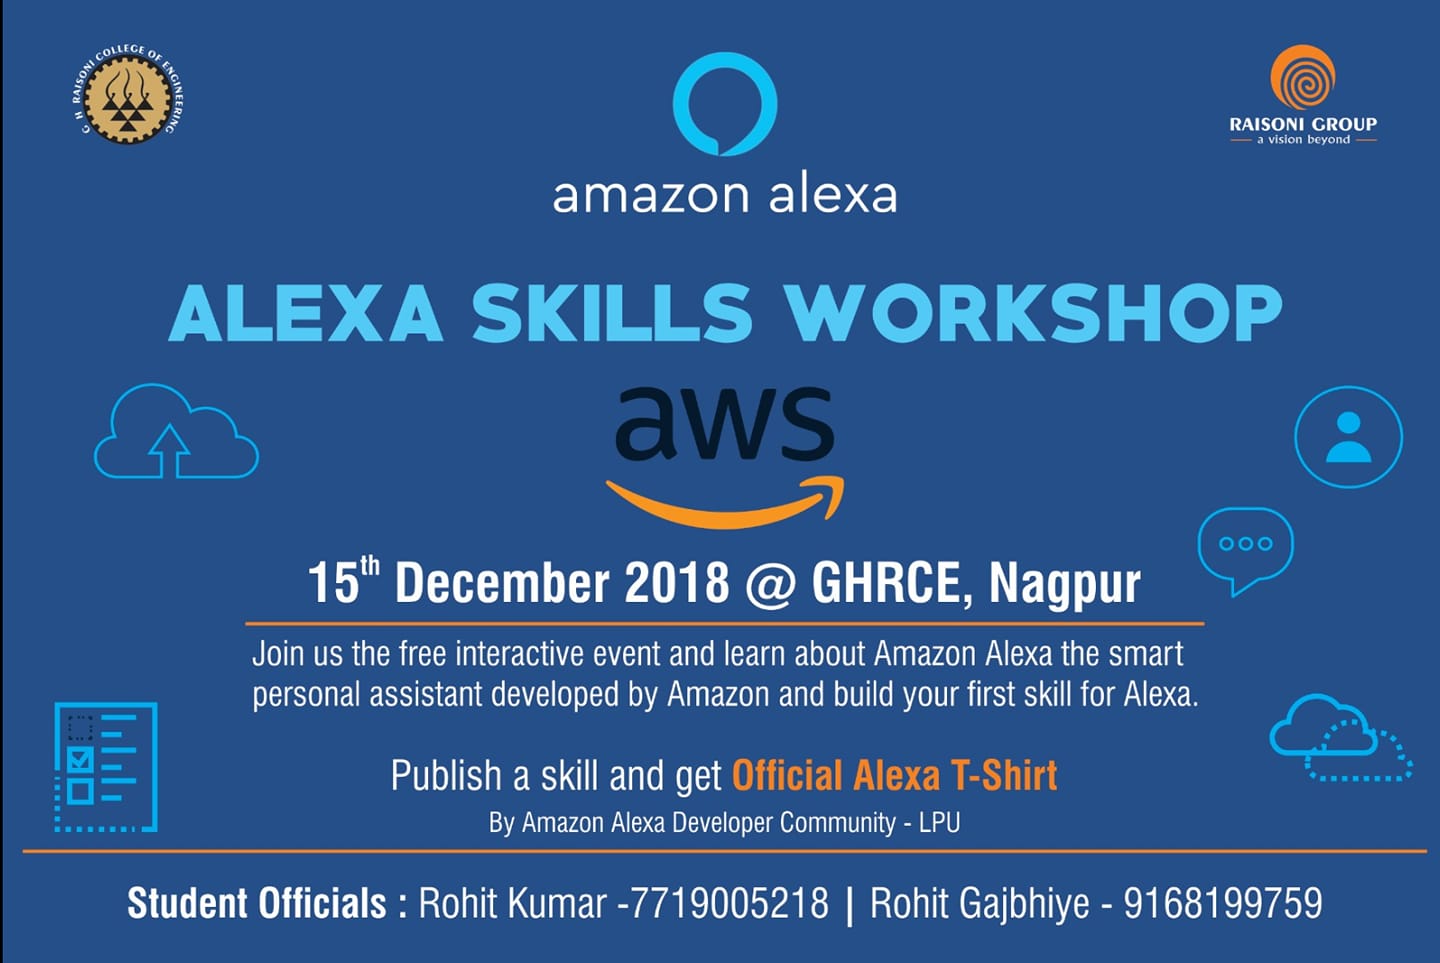 G H RAISONI COLLEGE OF ENGINEERING
RAISONI GROUP
a vision beyond
amazon alexa
ALEXA SKILLS WORKSHOP
aws
15th December 2018 @ GHRCE, Nagpur
Join us the free interactive event and learn about Amazon Alexa the smart
personal assistant developed by Amazon and build your first skill for Alexa.
Publish a skill and get Official Alexa T-Shirt
By Amazon Alexa Developer Community - LPU
Student Officials : Rohit Kumar -7719005218 | Rohit Gajbhiye - 9168199759